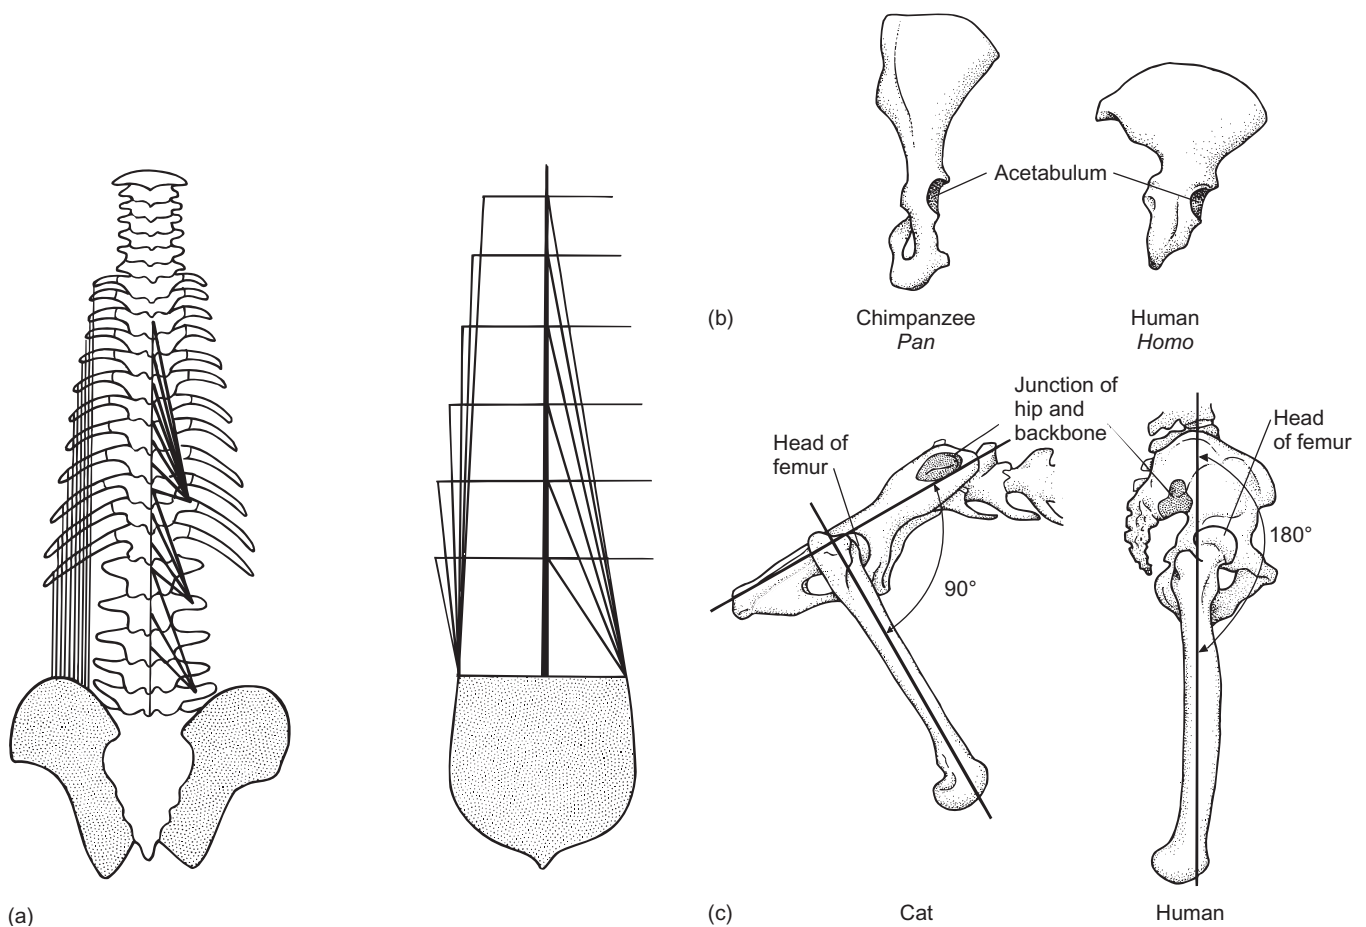 (a)
Acetabulum
(b)
Chimpanzee
Pan
Human
Homo
Junction of
hip and
backbone
Head of
femur
Head
of femur
90°
180°
(c)
Cat
Human